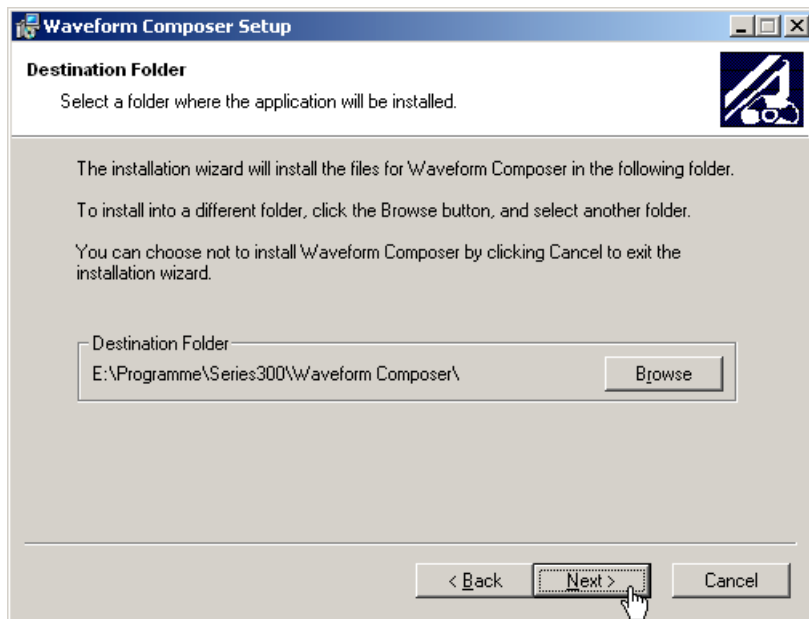 Waveform Composer Setup
Destination Folder
Select a folder where the application will be installed.
The installation wizard will install the files for Waveform Composer in the following folder.
To install into a different folder, click the Browse button, and select another folder.
You can choose not to install Waveform Composer by clicking Cancel to exit the
installation wizard.
Destination Folder
E:\Programme\Series300\Waveform Composer\
Browse
< Back
Next >
Cancel